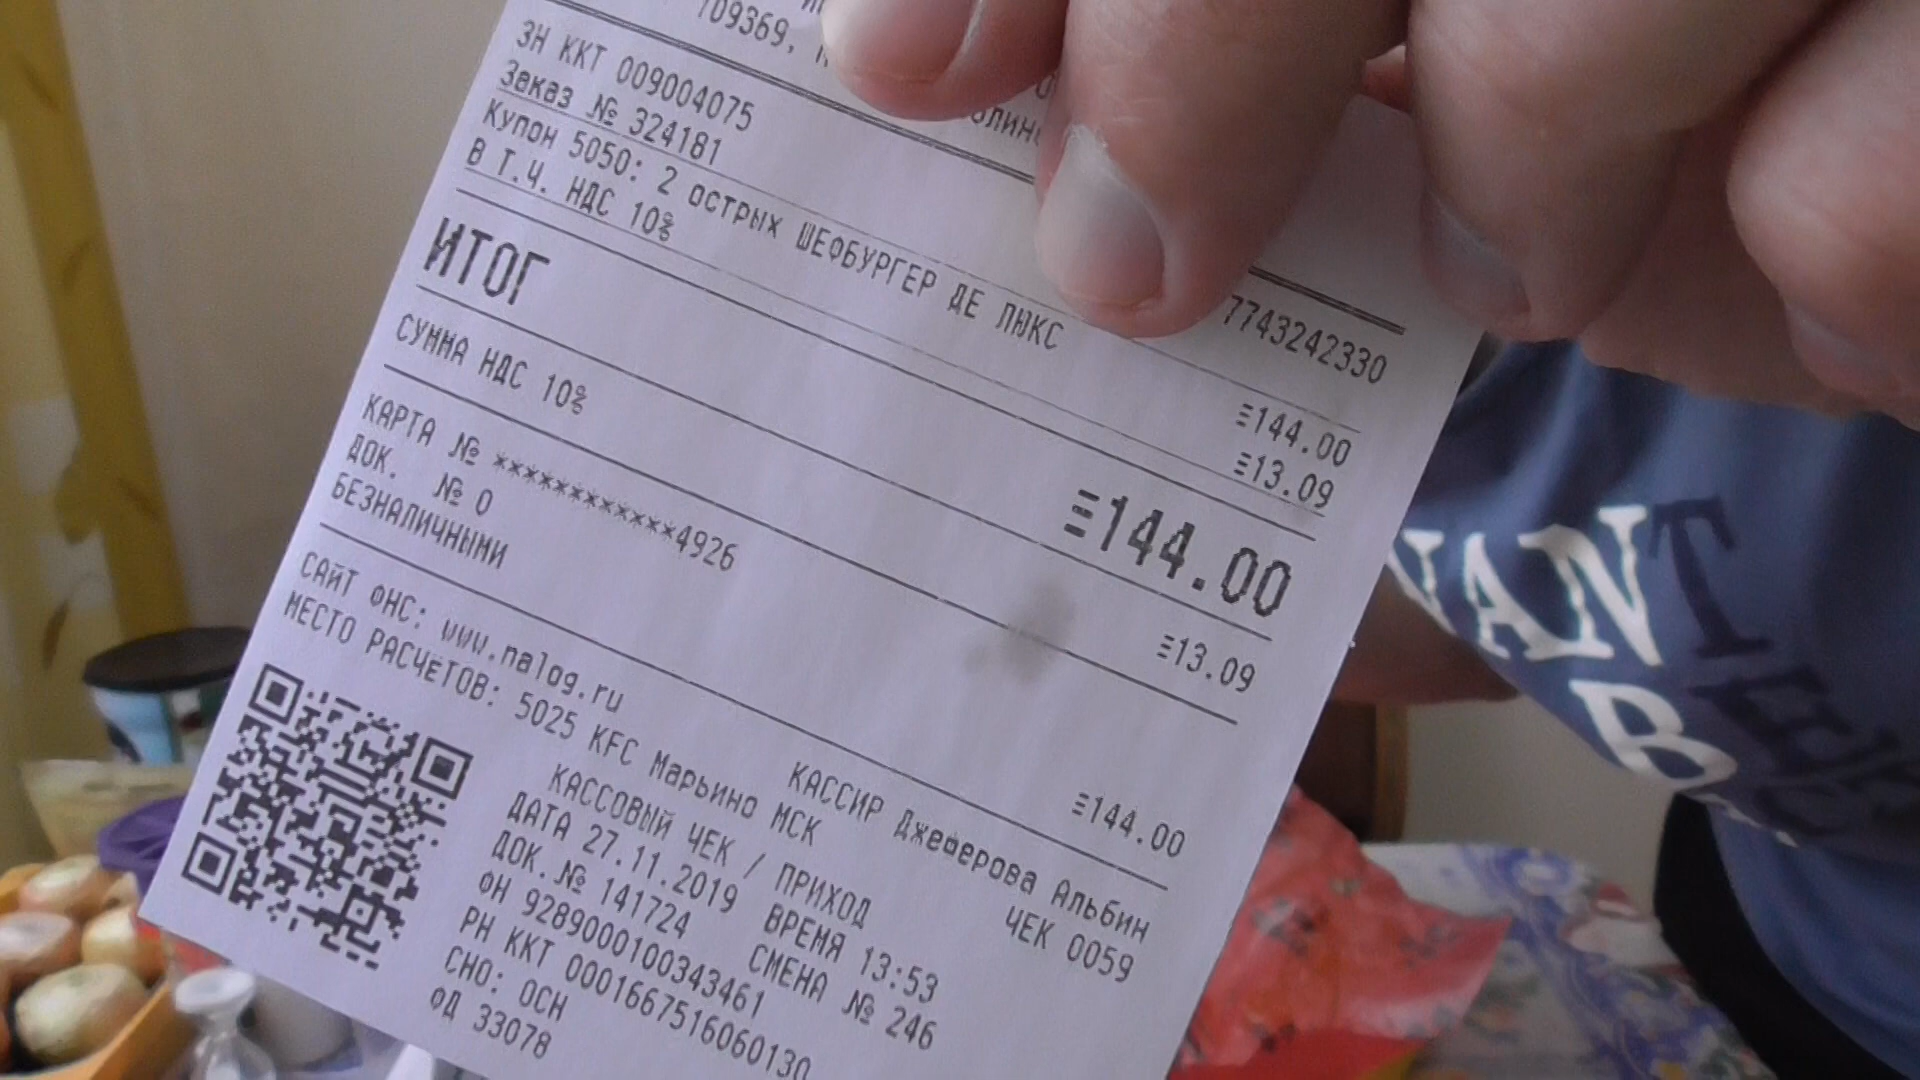 109369,
ЗН ККТ 009004075 7743242330
Заказ № 324181
Купон 5050: 2 острых ШЕФБУРГЕР ДЕ ЛЮКС ≡144.00
В Т.Ч. НДС 10% ≡13.09
ИТОГ ≡144.00
СУММА НДС 10% ≡13.09
КАРТА № ************4926
ДОК. № 0
БЕЗНАЛИЧНЫМИ ≡144.00
САЙТ ФНС: www.nalog.ru КАССИР Джеферова Альбин
МЕСТО РАСЧЁТОВ: 5025 KFC Марьино МСК ЧЕК 0059
КАССОВЫЙ ЧЕК / ПРИХОД
ДАТА 27.11.2019 ВРЕМЯ 13:53
ДОК.№ 141724 СМЕНА № 246
ФН 9289000100343461
РН ККТ 0001667516060130
СНО: ОСН
ФД 33078